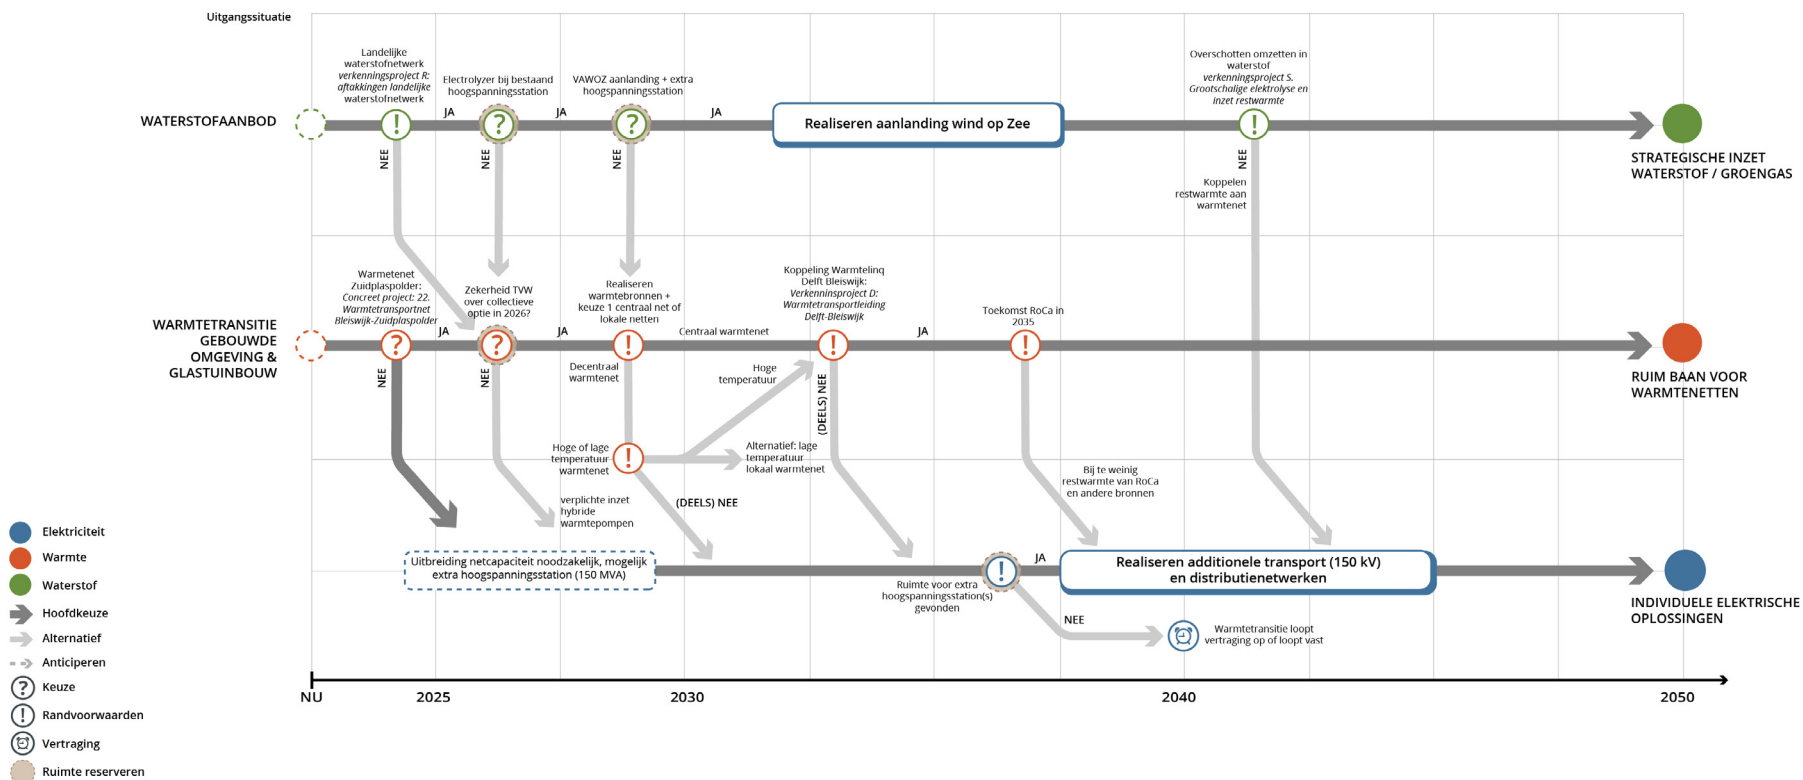 Uitgangssituatie
Landelijke
waterstofnetwerk
verkenningsproject R:
aftakkingen landelijke
waterstofnetwerk
Electrolyzer bij bestaand
hoogspanningsstation
VAWOZ aanlanding + extra
hoogspanningsstation
Overschotten omzetten in
waterstof
verkenningsproject S.
Grootschalige elektrolyse en
inzet restwarmte
WATERSTOFAANBOD
!
JA
?
JA
?
JA
Realiseren aanlanding wind op Zee
!
STRATEGISCHE INZET
WATERSTOF / GROENGAS
NEE
NEE
NEE
NEE
Koppelen
restwarmte aan
warmtenet
Warmetenet
Zuidplaspolder:
Concreet project: 22.
Warmtetransportnet
Bleiswijk-Zuidplaspolder
Zekerheid TVW
over collectieve
optie in 2026?
Realiseren
warmtebronnen +
keuze 1 centraal net of
lokale netten
Koppeling Warmtelinq
Delft Bleiswijk:
Verkenninsproject D:
Warmtetransportleiding
Delft-Bleiswijk
Toekomst RoCa in
2035
WARMTETRANSITIE
GEBOUWDE
OMGEVING &
GLASTUINBOUW
?
JA
?
JA
!
Centraal warmtenet
!
JA
!
RUIM BAAN VOOR
WARMTENETTEN
NEE
NEE
Decentraal
warmtenet
Hoge
temperatuur
(DEELS) NEE
Hoge of lage
temperatuur
warmtenet
!
Alternatief: lage
temperatuur
lokaal warmtenet
Bij te weinig
restwarmte van RoCa
en andere bronnen
verplichte inzet
hybride
warmtepompen
(DEELS) NEE
Uitbreiding netcapaciteit noodzakelijk, mogelijk
extra hoogspanningsstation (150 MVA)
Ruimte voor extra
hoogspanningsstation(s)
gevonden
!
JA
Realiseren additionele transport (150 kV)
en distributienetwerken
INDIVIDUELE ELEKTRISCHE
OPLOSSINGEN
NEE
Warmtetransitie loopt
vertraging op of loopt vast
NU
2025
2030
2040
2050
Elektriciteit
Warmte
Waterstof
Hoofdkeuze
Alternatief
Anticiperen
? Keuze
! Randvoorwaarden
Vertraging
Ruimte reserveren